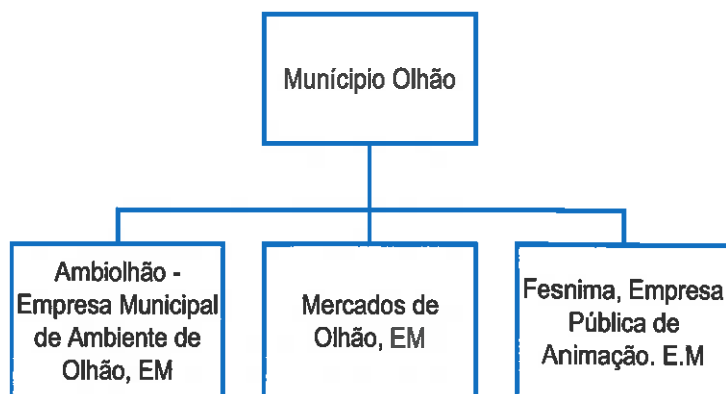 Munícipio Olhão
Ambiolhão -
Empresa Municipal
de Ambiente de
Olhão, EM
Mercados de
Olhão, EM
Fesnima, Empresa
Pública de
Animação. E.M